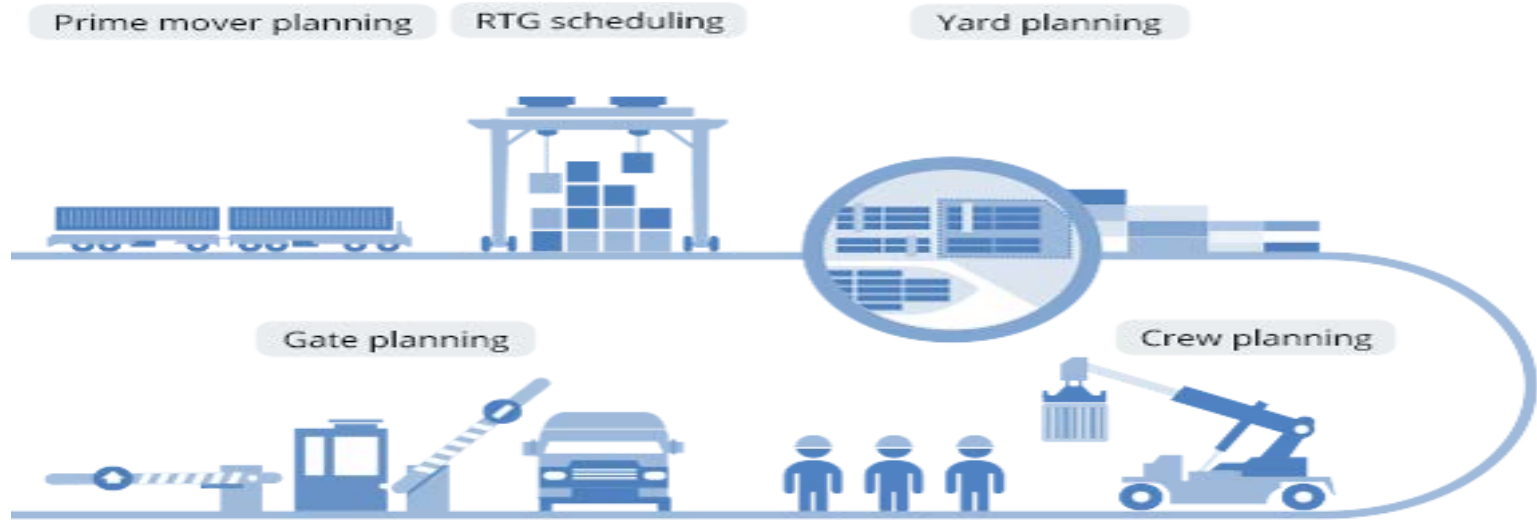 Prime mover planning
RTG scheduling
Yard planning
Gate planning
Crew planning